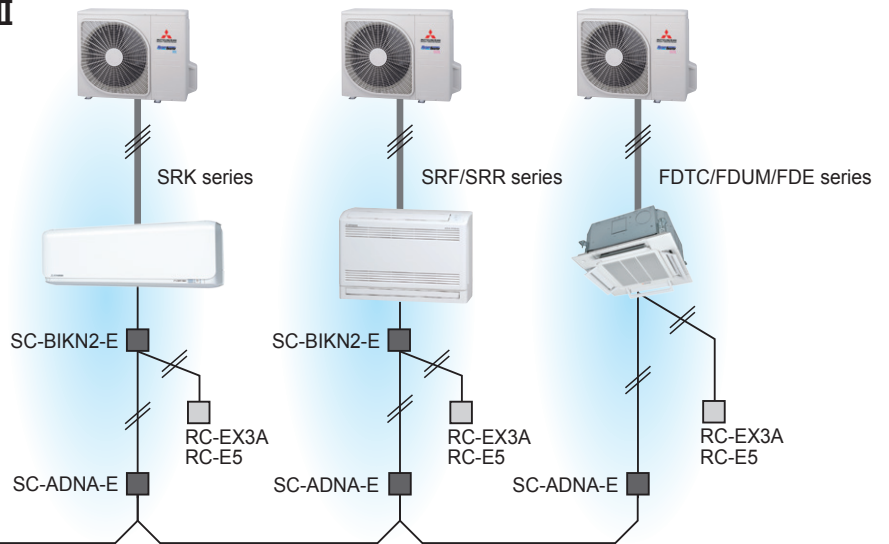 II
SRK series
SRF/SRR series
FDTC/FDUM/FDE series
SC-BIKN2-E
SC-BIKN2-E
RC-EX3A
RC-E5
RC-EX3A
RC-E5
RC-EX3A
RC-E5
SC-ADNA-E
SC-ADNA-E
SC-ADNA-E